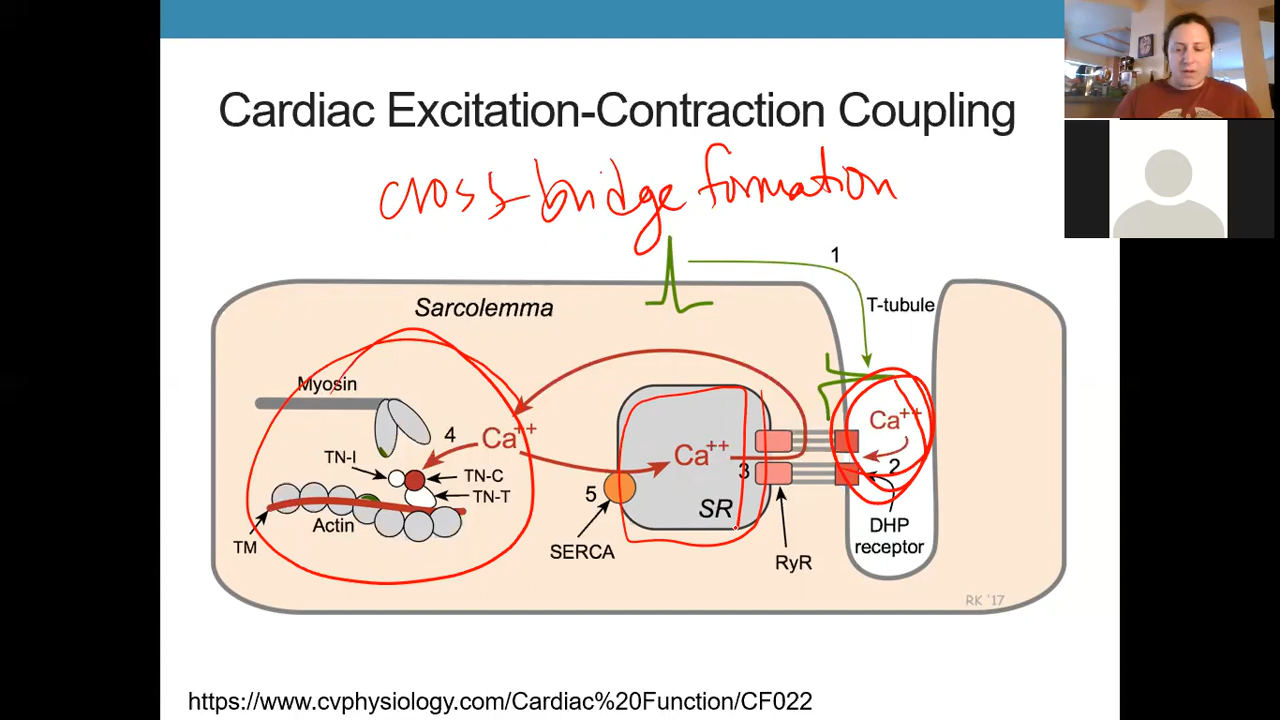 Cardiac Excitation-Contraction Coupling
cross-bridge formation
1
Sarcolemma
T-tubule
Myosin
Ca++
4
Ca++
Ca++
TN-I
TN-C
3
2
TN-T
5
SR
Actin
DHP
receptor
TM
SERCA
RyR
RK '17
https://www.cvphysiology.com/Cardiac%20Function/CF022